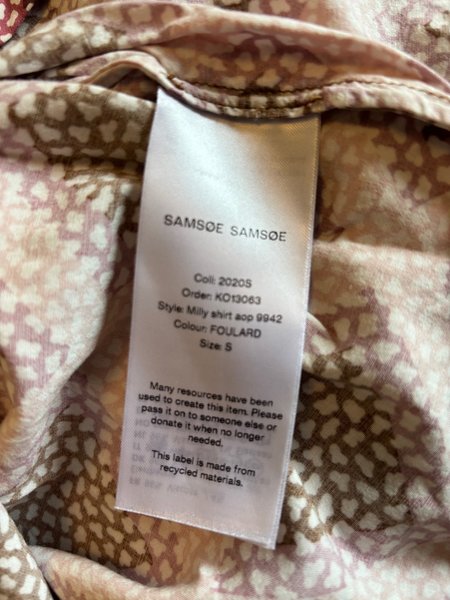 SAMSØE SAMSØE
Coll: 2020S
Order: KO13063
Style: Milly shirt aop 9942
Colour: FOULARD
Size: S
Many resources have been
used to create this item. Please
pass it on to someone else or
donate it when no longer
needed.
This label is made from
recycled materials.